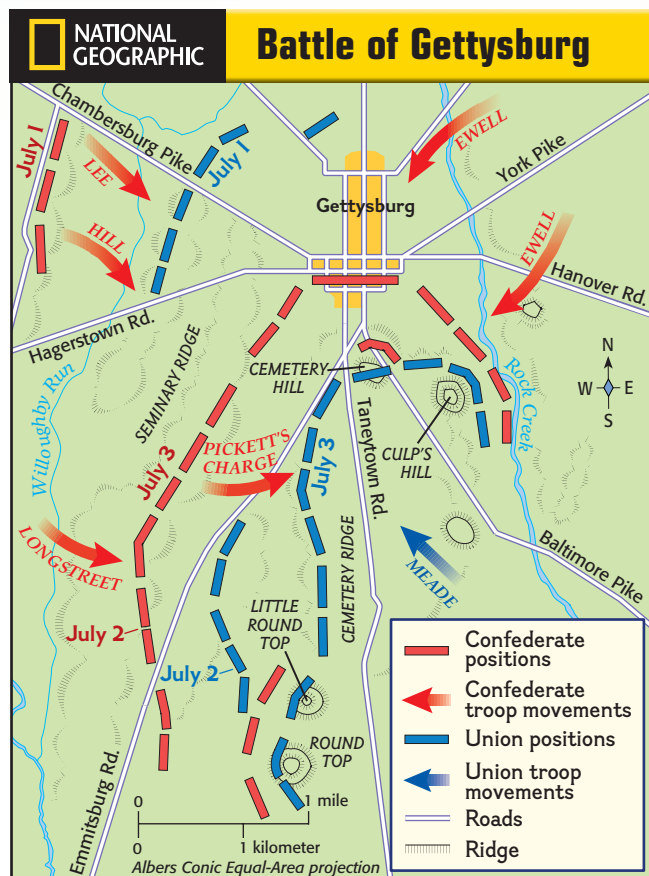 NATIONAL
GEOGRAPHIC
Battle of Gettysburg
Chambersburg Pike
July 1
LEE
July 1
EWELL
York Pike
Gettysburg
HILL
EWELL
Hanover Rd.
Hagerstown Rd.
SEMINARY RIDGE
CEMETERY
HILL
Rock Creek
N
W E
S
Willoughby Run
Taneytown Rd.
CULP'S
HILL
PICKETT'S
CHARGE
July 3
July 3
LONGSTREET
CEMETERY RIDGE
MEADE
Baltimore Pike
LITTLE
ROUND
TOP
July 2
July 2
ROUND
TOP
Emmitsburg Rd.
0 1 mile
0 1 kilometer
Albers Conic Equal-Area projection
Confederate
positions
Confederate
troop movements
Union positions
Union troop
movements
Roads
Ridge